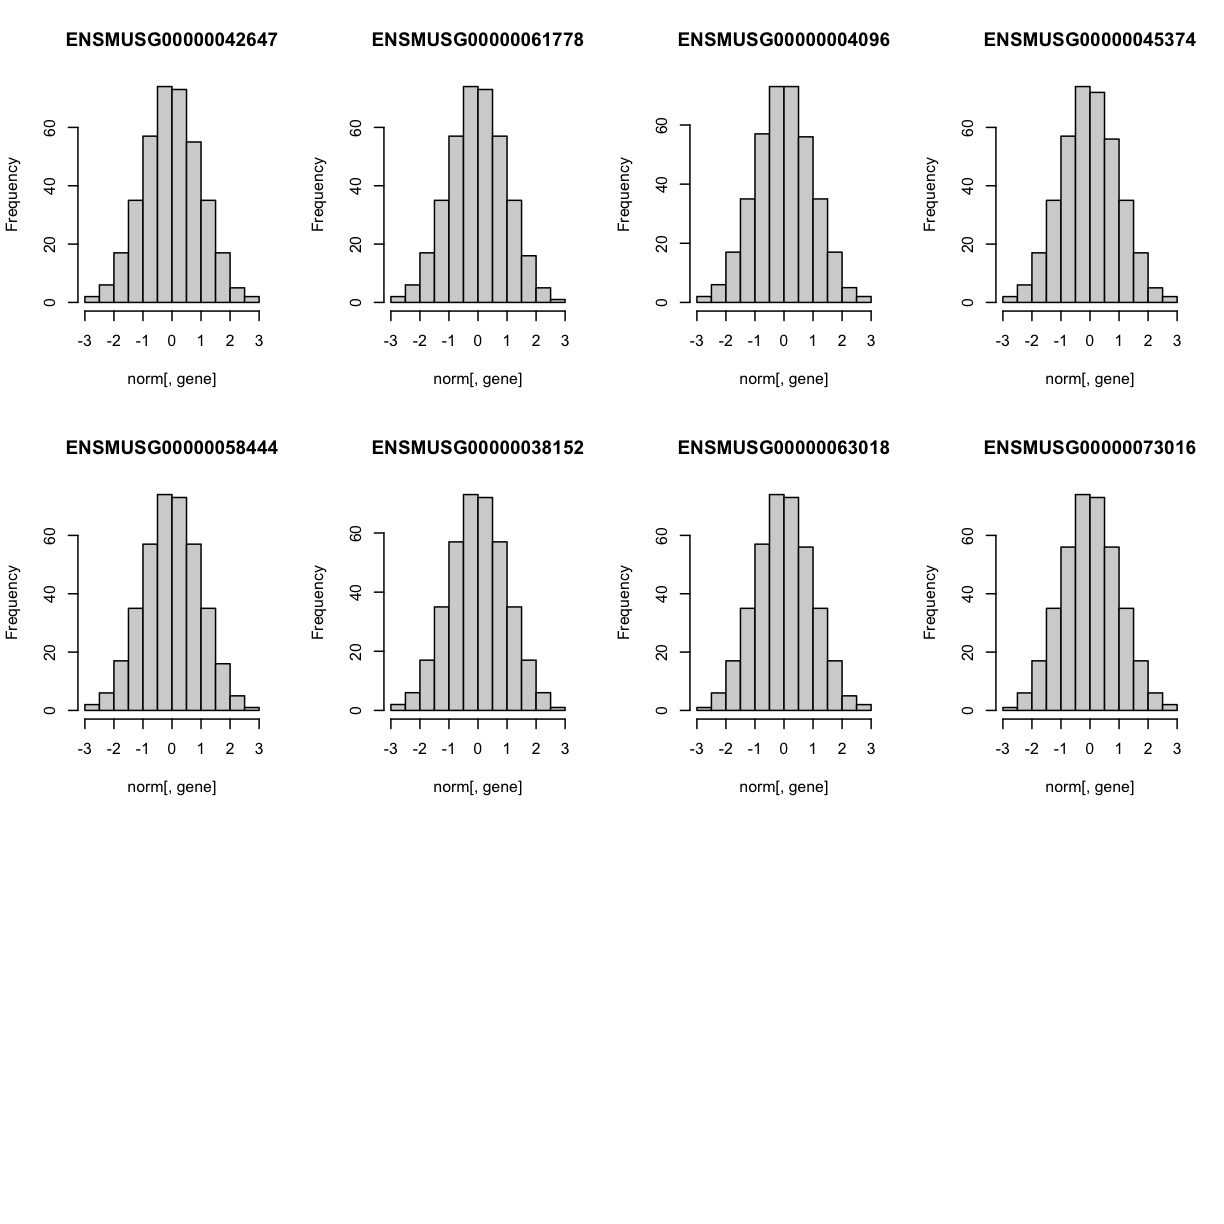 ENSMUSG00000042647 ENSMUSG00000061778 ENSMUSG00000004096 ENSMUSG00000045374
Frequency Frequency Frequency Frequency
60 60 60 60
40 40 40 40
20 20 20 20
0 0 0 0
-3 -2 -1 0 1 2 3 -3 -2 -1 0 1 2 3 -3 -2 -1 0 1 2 3 -3 -2 -1 0 1 2 3
norm[, gene] norm[, gene] norm[, gene] norm[, gene]
ENSMUSG00000058444 ENSMUSG00000038152 ENSMUSG00000063018 ENSMUSG00000073016
Frequency Frequency Frequency Frequency
60 60 60 60
40 40 40 40
20 20 20 20
0 0 0 0
-3 -2 -1 0 1 2 3 -3 -2 -1 0 1 2 3 -3 -2 -1 0 1 2 3 -3 -2 -1 0 1 2 3
norm[, gene] norm[, gene] norm[, gene] norm[, gene]